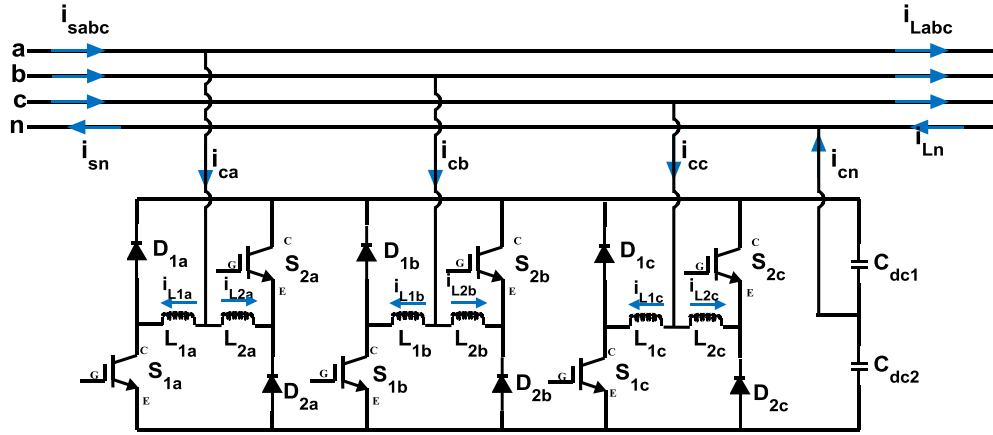 i_sabc i_Labc
a
b
c
n
i_sn i_ca i_cb i_cc i_cn i_Ln
D_1a C G S_2a E D_1b C G S_2b E D_1c C G S_2c E C_dc1
i_L1a i_L2a i_L1b i_L2b i_L1c i_L2c
L_1a L_2a L_1b L_2b L_1c L_2c
C G S_1a E D_2a C G S_1b E D_2b C G S_1c E D_2c C_dc2